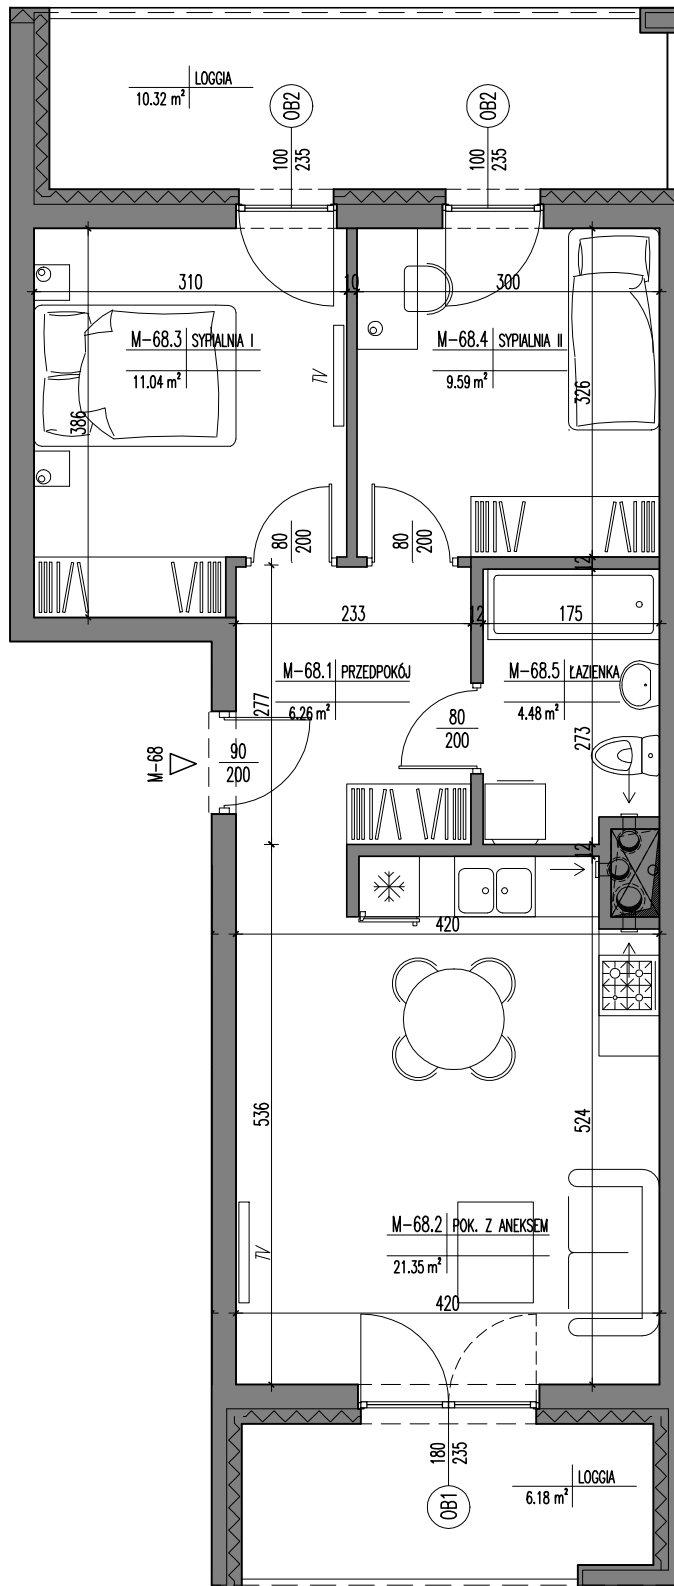 LOGGIA
10.32 m²
OB2
OB2
100
235
100
235
310
10
300
M-68.3 SYPIALNIA I
11.04 m²
M-68.4 SYPIALNIA II
9.59 m²
TV
386
326
80
200
80
200
12
233
12
175
M-68.1 PRZEDPOKÓJ
6.26 m²
M-68.5 ŁAZIENKA
4.48 m²
277
273
M-68
90
200
80
200
12
420
536
524
M-68.2 POK. Z ANEKSEM
21.35 m²
TV
420
180
235
LOGGIA
6.18 m²
OB1